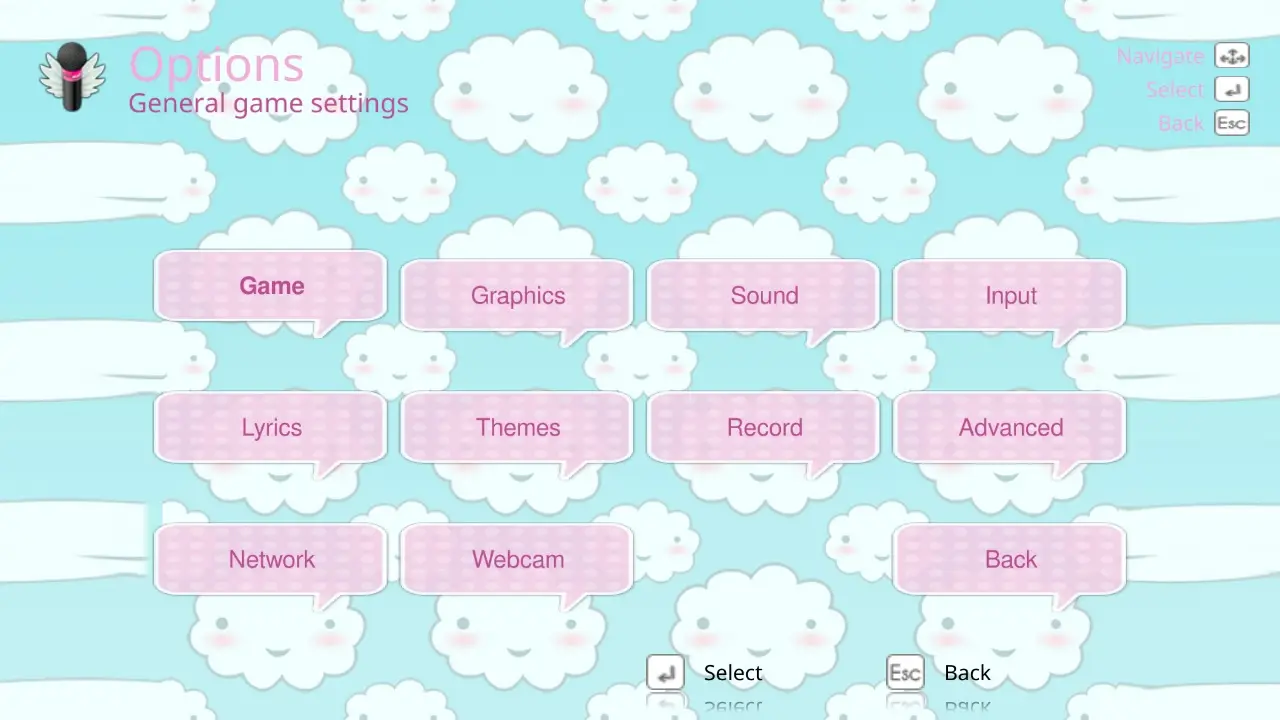 Options
General game settings
Navigate
Select
Back Esc
Game
Graphics
Sound
Input
Lyrics
Themes
Record
Advanced
Network
Webcam
Back
Select
Esc Back